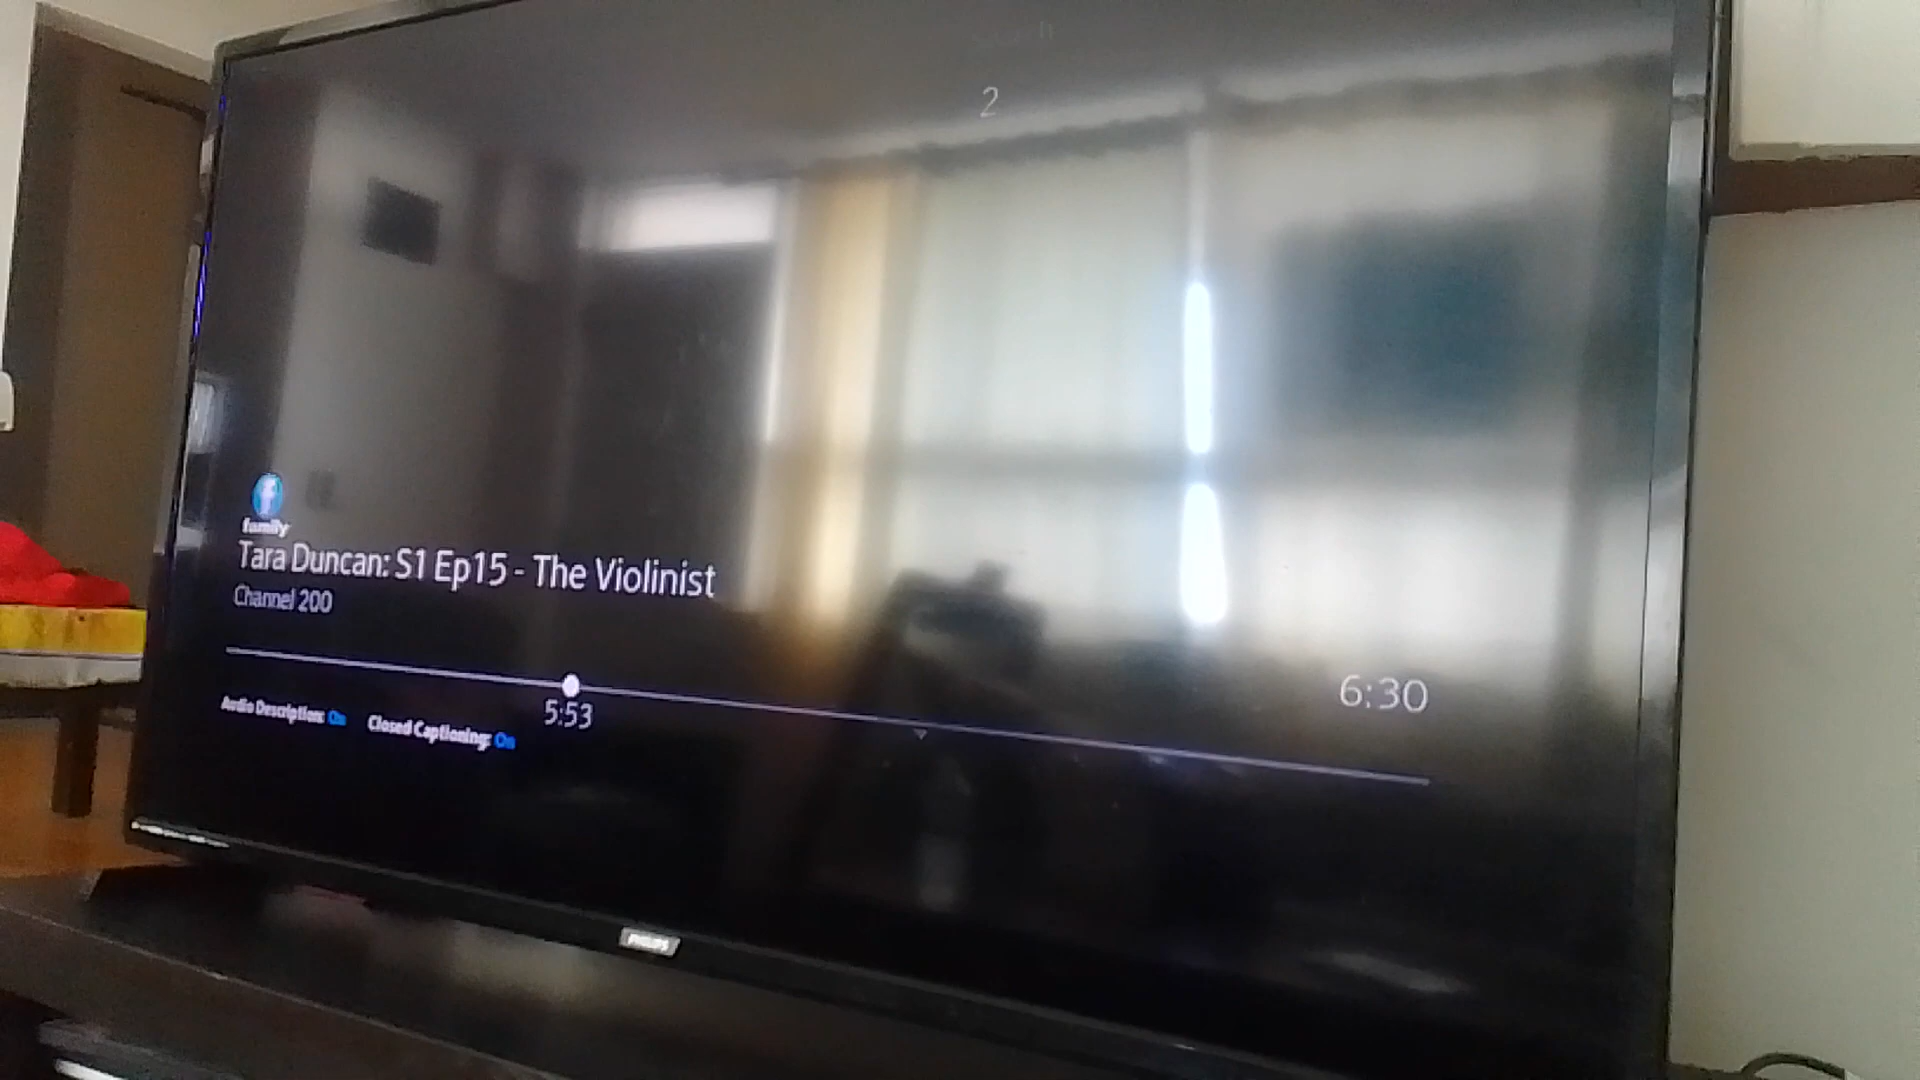 2
family
Tara Duncan: S1 Ep15 - The Violinist
Channel 200
6:30
5:53
Audio Description: On Closed Captioning: On
PHILIPS